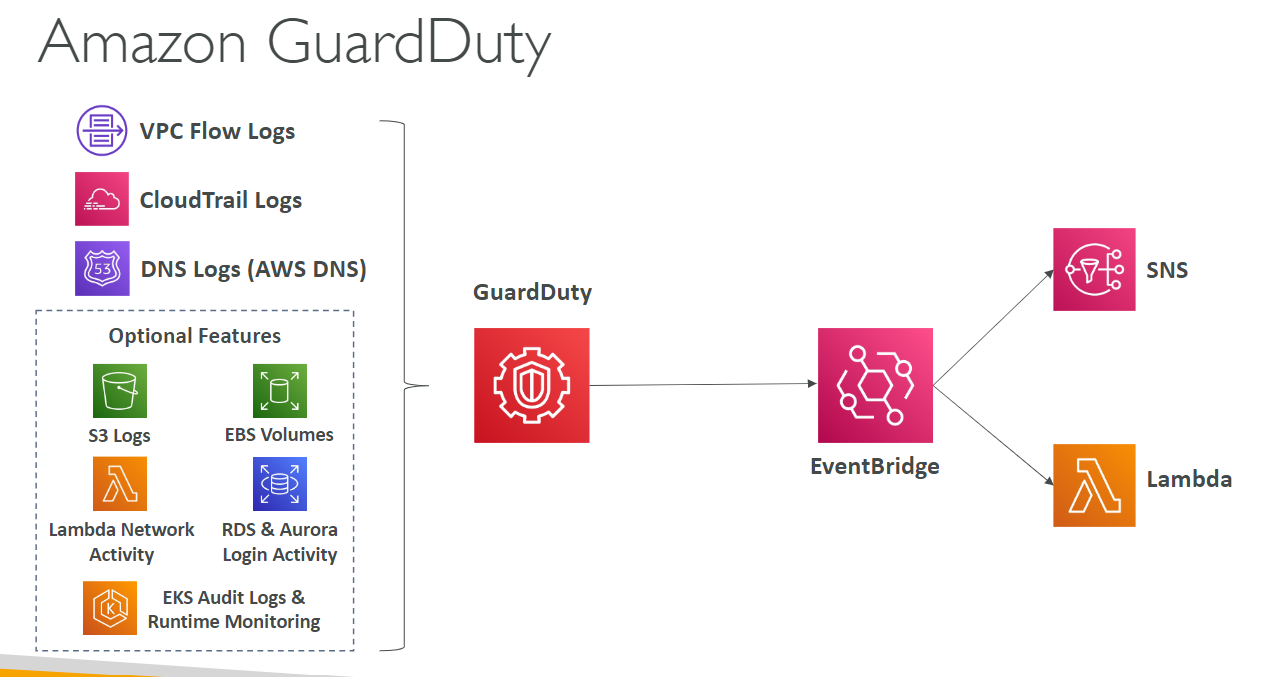 Amazon GuardDuty
VPC Flow Logs
CloudTrail Logs
53
DNS Logs (AWS DNS)
Optional Features
S3 Logs
EBS Volumes
Lambda Network
Activity
RDS & Aurora
Login Activity
K
EKS Audit Logs &
Runtime Monitoring
GuardDuty
EventBridge
SNS
Lambda